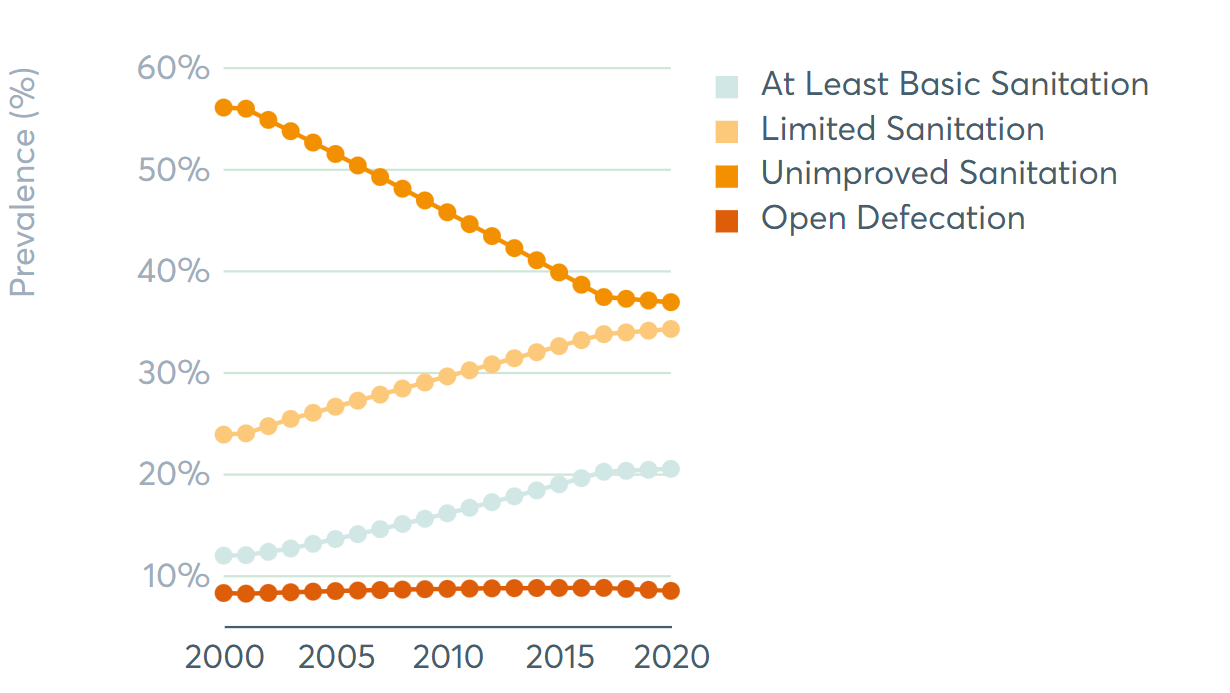 Prevalence (%)
60%
50%
40%
30%
20%
10%
2000 2005 2010 2015 2020
At Least Basic Sanitation
Limited Sanitation
Unimproved Sanitation
Open Defecation